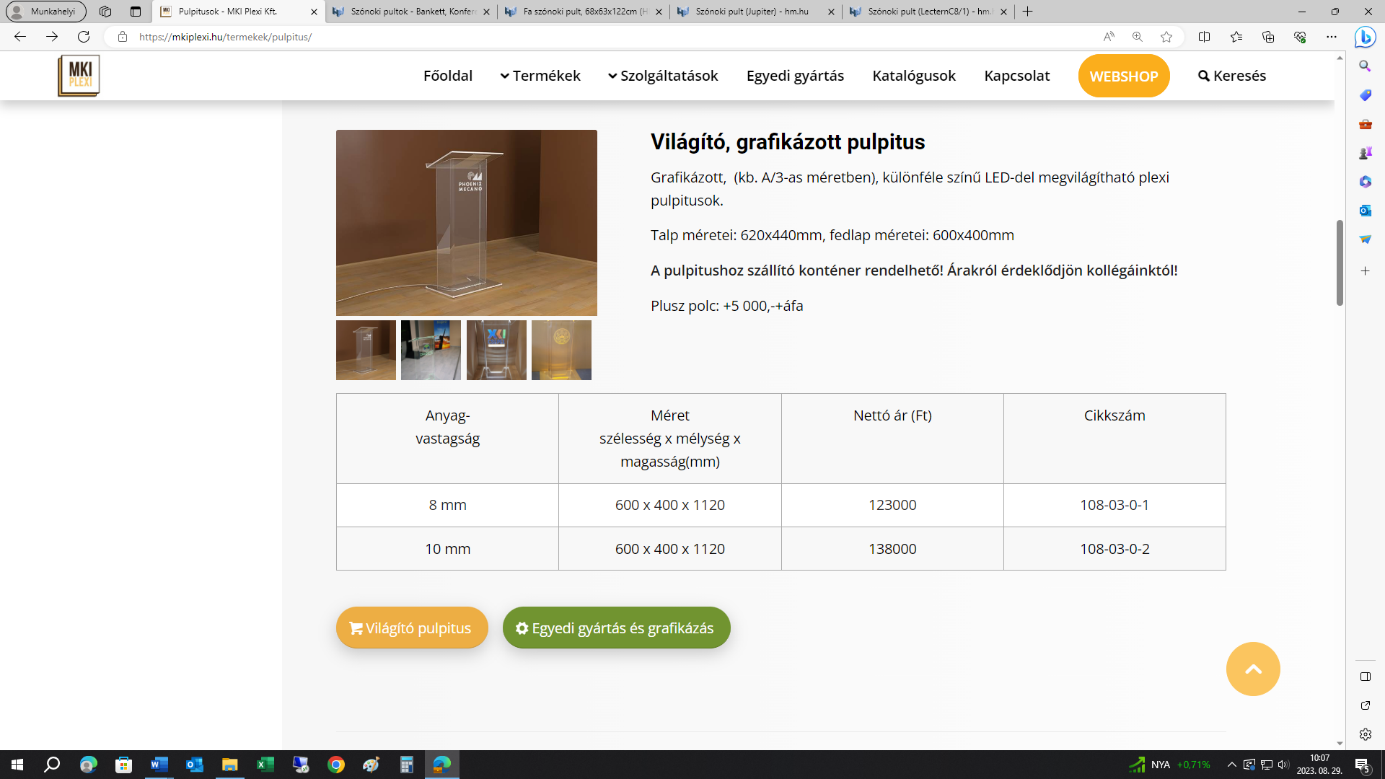 Munkahelyi
Pulpitusok - MKI Plexi Kft.
Szónoki pultok - Bankett, Konfer
Fa szónoki pult, 68x63x122cm (H
Szónoki pult (Jupiter) - hm.hu
Szónoki pult (LecternC8/1) - hm.
https://mkiplexi.hu/termekek/pulpitus/
MKI
PLEXI
Főoldal
Termékek
Szolgáltatások
Egyedi gyártás
Katalógusok
Kapcsolat
WEBSHOP
Keresés
PHOENIX
MECANO
Világító, grafikázott pulpitus
Grafikázott,  (kb. A/3-as méretben), különféle színű LED-del megvilágítható plexi
pulpitusok.
Talp méretei: 620x440mm, fedlap méretei: 600x400mm
A pulpitushoz szállító konténer rendelhető! Árakról érdeklődjön kollégáinktól!
Plusz polc: +5 000,-+áfa
Anyag-
vastagság
Méret
szélesség x mélység x
magasság(mm)
Nettó ár (Ft)
Cikkszám
8 mm
600 x 400 x 1120
123000
108-03-0-1
10 mm
600 x 400 x 1120
138000
108-03-0-2
Világító pulpitus
Egyedi gyártás és grafikázás
NYA
+0,71%
10:07
2023. 08. 29.
5